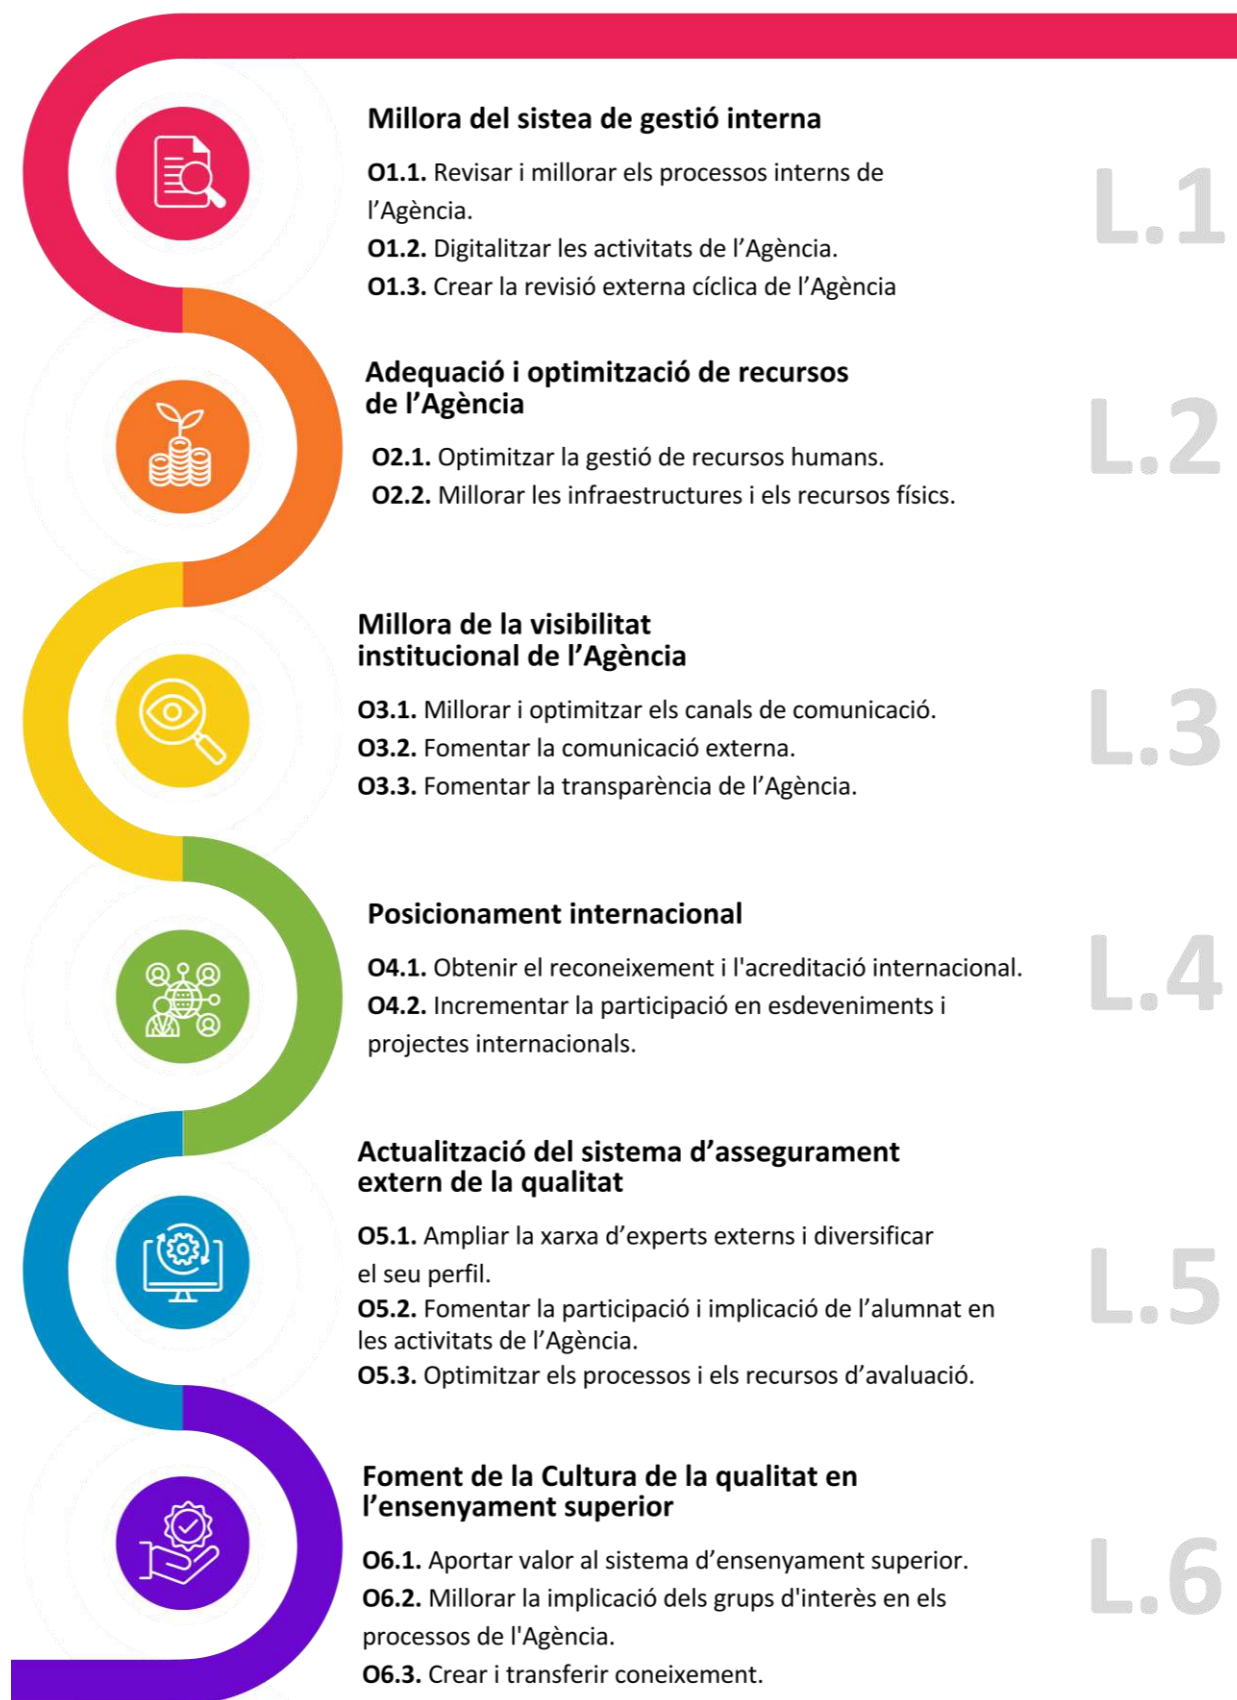 Millora del sistea de gestió interna
O1.1. Revisar i millorar els processos interns de
l’Agència.
O1.2. Digitalitzar les activitats de l’Agència.
O1.3. Crear la revisió externa cíclica de l’Agència
L.1
Adequació i optimització de recursos
de l’Agència
O2.1. Optimitzar la gestió de recursos humans.
O2.2. Millorar les infraestructures i els recursos físics.
L.2
Millora de la visibilitat
institucional de l’Agència
O3.1. Millorar i optimitzar els canals de comunicació.
O3.2. Fomentar la comunicació externa.
O3.3. Fomentar la transparència de l’Agència.
L.3
Posicionament internacional
O4.1. Obtenir el reconeixement i l'acreditació internacional.
O4.2. Incrementar la participació en esdeveniments i
projectes internacionals.
L.4
Actualització del sistema d’assegurament
extern de la qualitat
O5.1. Ampliar la xarxa d’experts externs i diversificar
el seu perfil.
O5.2. Fomentar la participació i implicació de l’alumnat en
les activitats de l’Agència.
O5.3. Optimitzar els processos i els recursos d’avaluació.
L.5
Foment de la Cultura de la qualitat en
l’ensenyament superior
O6.1. Aportar valor al sistema d’ensenyament superior.
O6.2. Millorar la implicació dels grups d'interès en els
processos de l'Agència.
O6.3. Crear i transferir coneixement.
L.6